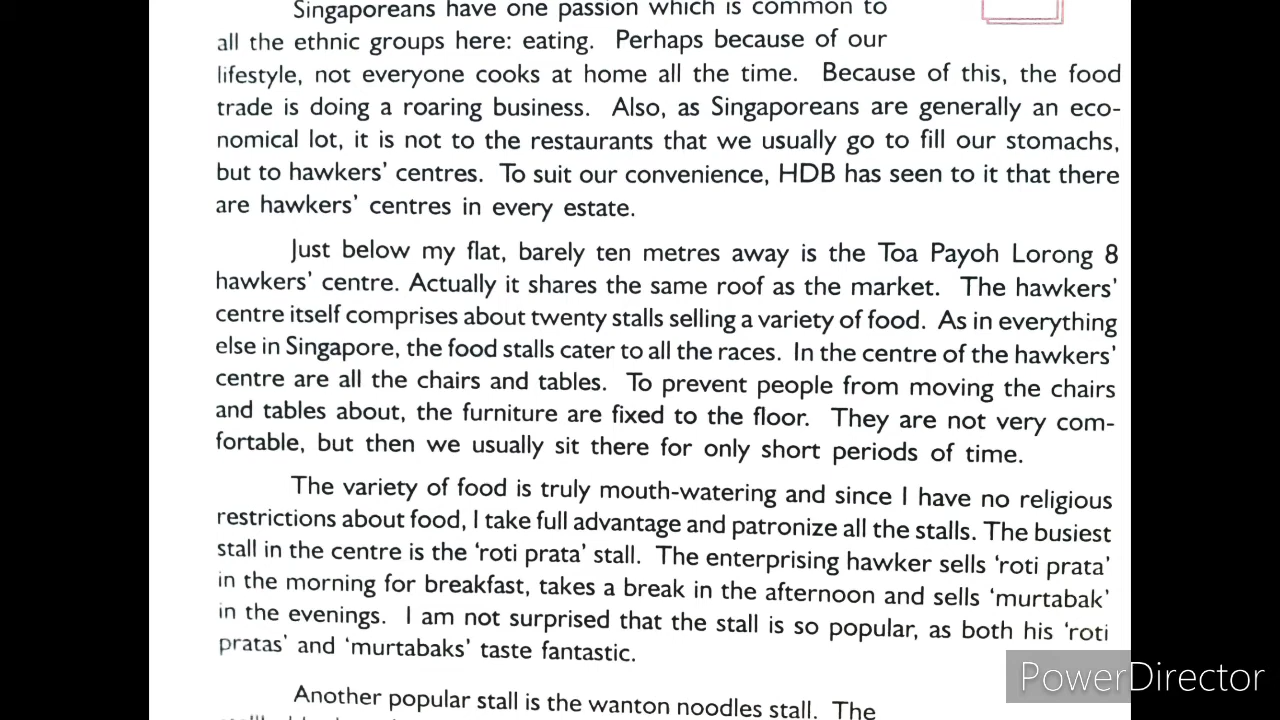 Singaporeans have one passion which is common to
all the ethnic groups here: eating. Perhaps because of our
lifestyle, not everyone cooks at home all the time. Because of this, the food
trade is doing a roaring business. Also, as Singaporeans are generally an eco-
nomical lot, it is not to the restaurants that we usually go to fill our stomachs,
but to hawkers' centres. To suit our convenience, HDB has seen to it that there
are hawkers' centres in every estate.
Just below my flat, barely ten metres away is the Toa Payoh Lorong 8
hawkers' centre. Actually it shares the same roof as the market. The hawkers'
centre itself comprises about twenty stalls selling a variety of food. As in everything
else in Singapore, the food stalls cater to all the races. In the centre of the hawkers'
centre are all the chairs and tables. To prevent people from moving the chairs
and tables about, the furniture are fixed to the floor. They are not very com-
fortable, but then we usually sit there for only short periods of time.
The variety of food is truly mouth-watering and since I have no religious
restrictions about food, I take full advantage and patronize all the stalls. The busiest
stall in the centre is the 'roti prata' stall. The enterprising hawker sells 'roti prata'
in the morning for breakfast, takes a break in the afternoon and sells 'murtabak'
in the evenings. I am not surprised that the stall is so popular, as both his 'roti
pratas' and 'murtabaks' taste fantastic.
Another popular stall is the wanton noodles stall. The
PowerDirector